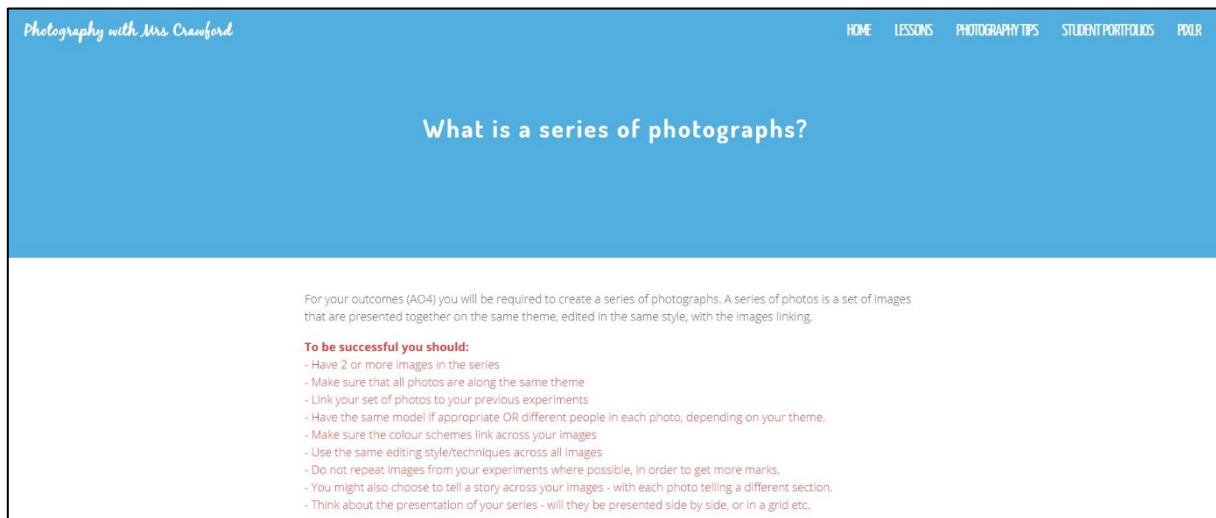 Photography with Mrs Crawford
HOME LESSONS PHOTOGRAPHY TIPS STUDENT PORTFOLIOS PIXLR
What is a series of photographs?
For your outcomes (AO4) you will be required to create a series of photographs. A series of photos is a set of images
that are presented together on the same theme, edited in the same style, with the images linking.
To be successful you should:
- Have 2 or more images in the series
- Make sure that all photos are along the same theme
- Link your set of photos to your previous experiments
- Have the same model if appropriate OR different people in each photo, depending on your theme.
- Make sure the colour schemes link across your images
- Use the same editing style/techniques across all images
- Do not repeat images from your experiments where possible, in order to get more marks.
- You might also choose to tell a story across your images - with each photo telling a different section.
- Think about the presentation of your series - will they be presented side by side, or in a grid etc.